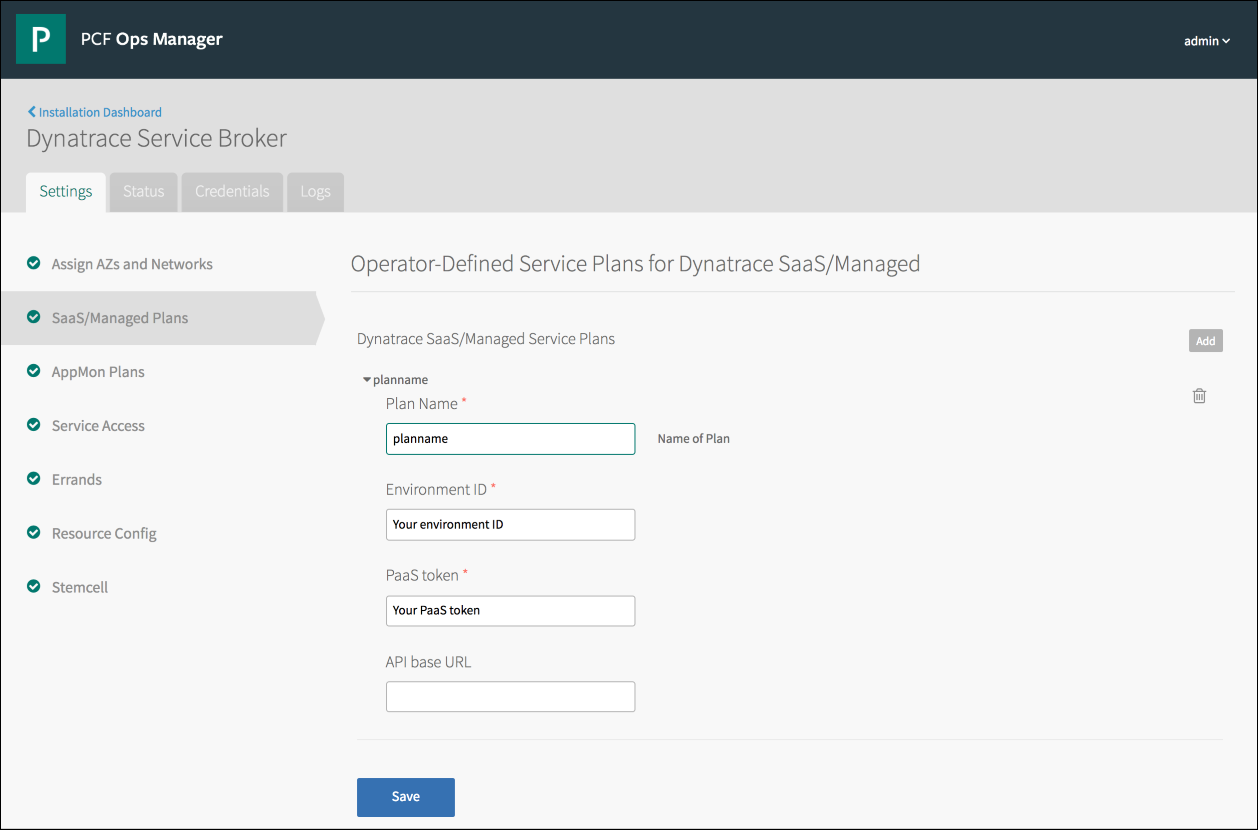 P
PCF Ops Manager
admin
Installation Dashboard
Dynatrace Service Broker
Settings
Status
Credentials
Logs
Assign AZs and Networks
SaaS/Managed Plans
AppMon Plans
Service Access
Errands
Resource Config
Stemcell
Operator-Defined Service Plans for Dynatrace SaaS/Managed
Dynatrace SaaS/Managed Service Plans
Add
planname
Plan Name *
planname
Name of Plan
Environment ID *
Your environment ID
PaaS token *
Your PaaS token
API base URL
Save